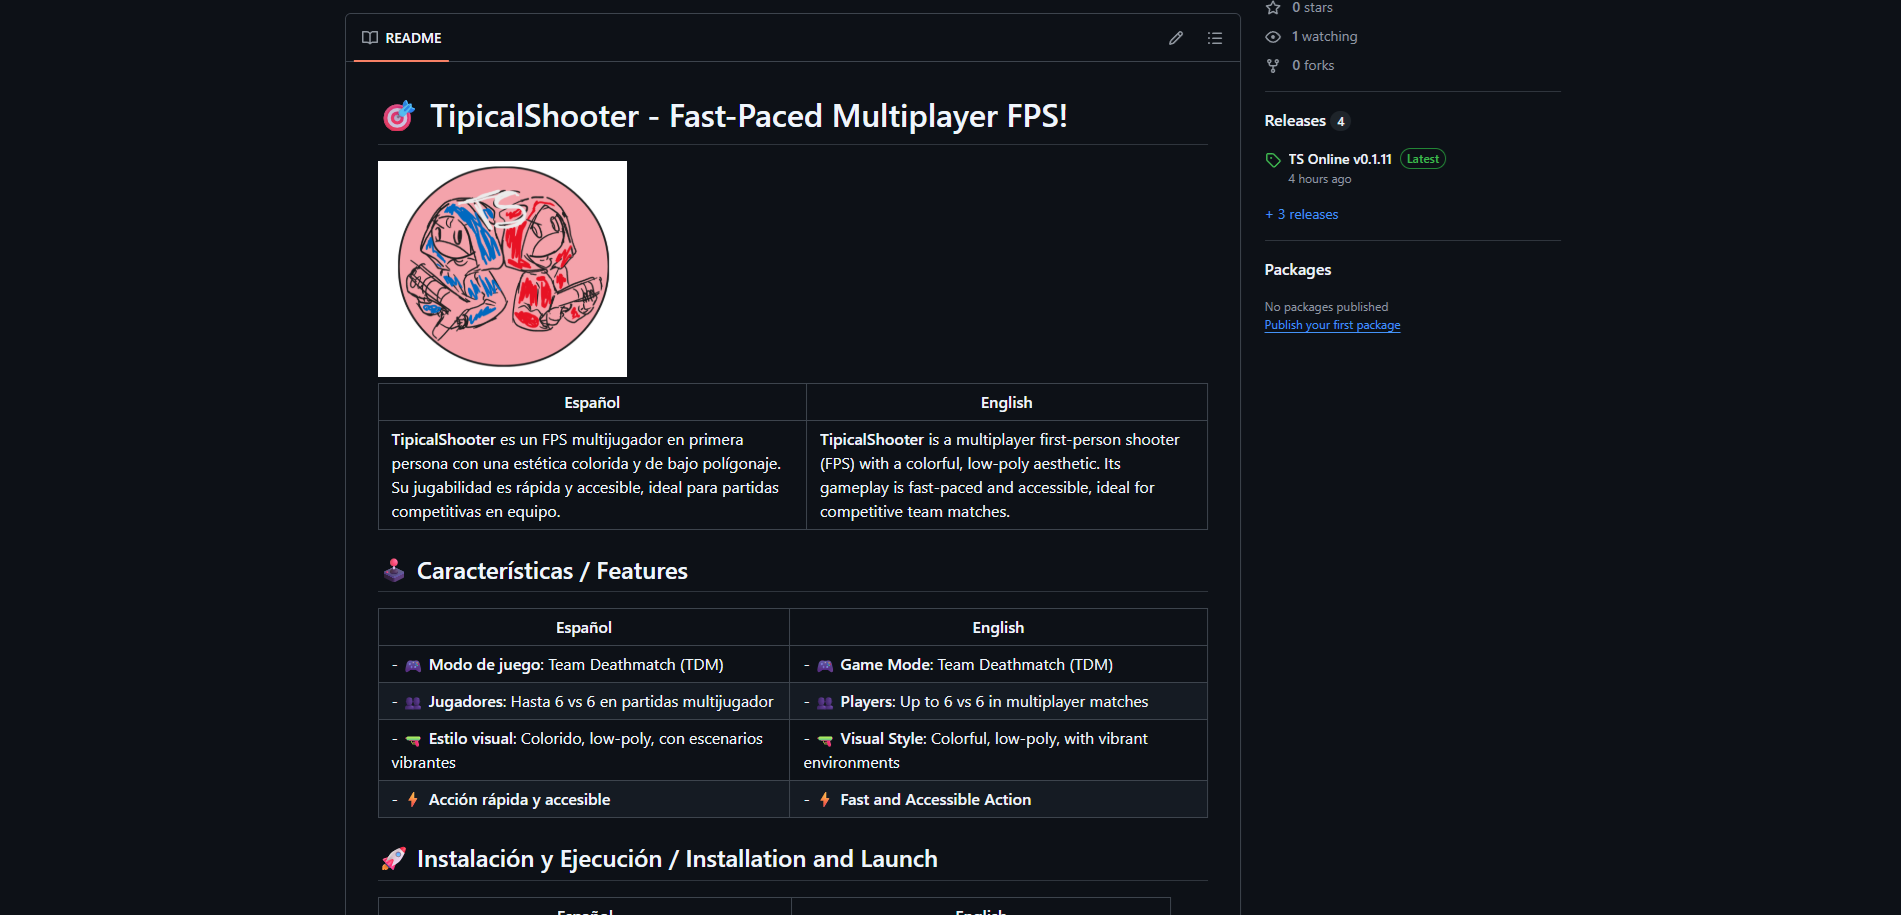 README
TipicalShooter - Fast-Paced Multiplayer FPS!
TS
Español
English
TipicalShooter es un FPS multijugador en primera
persona con una estética colorida y de bajo polígonaje.
Su jugabilidad es rápida y accesible, ideal para partidas
competitivas en equipo.
TipicalShooter is a multiplayer first-person shooter
(FPS) with a colorful, low-poly aesthetic. Its
gameplay is fast-paced and accessible, ideal for
competitive team matches.
Características / Features
Español
English
- 🎮 Modo de juego: Team Deathmatch (TDM)
- 🎮 Game Mode: Team Deathmatch (TDM)
- 👥 Jugadores: Hasta 6 vs 6 en partidas multijugador
- 👥 Players: Up to 6 vs 6 in multiplayer matches
- 🔫 Estilo visual: Colorido, low-poly, con escenarios
vibrantes
- 🔫 Visual Style: Colorful, low-poly, with vibrant
environments
- ⚡ Acción rápida y accesible
- ⚡ Fast and Accessible Action
Instalación y Ejecución / Installation and Launch
Español
English
0 stars
1 watching
0 forks
Releases 4
TS Online v0.1.11 Latest
4 hours ago
+ 3 releases
Packages
No packages published
Publish your first package